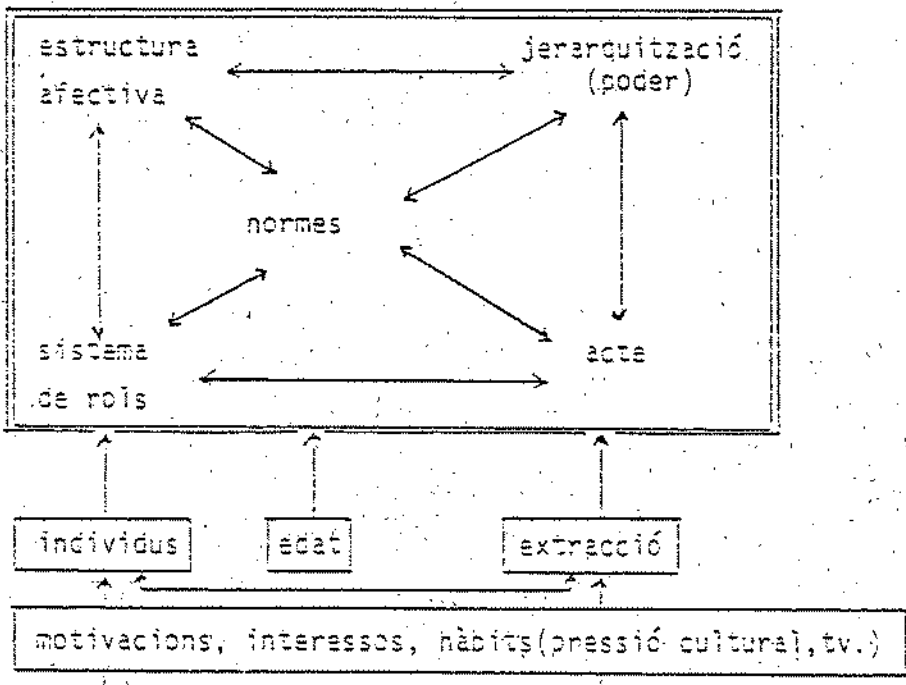 estructura
afectiva
jerarquització
(poder)
normes
sistema
de rols
acte
individus
edat
extracció
motivacions, interessos, hàbits(pressió cultural,tv.)